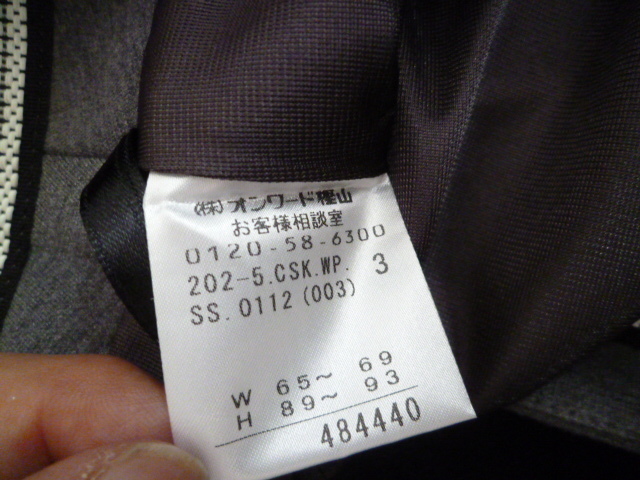 (株)オンワード樫山
お客様相談室
0120-58-6300
202-5.CSK.WP. 3
SS.0112(003)
W 65～ 69
H 89～ 93
484440